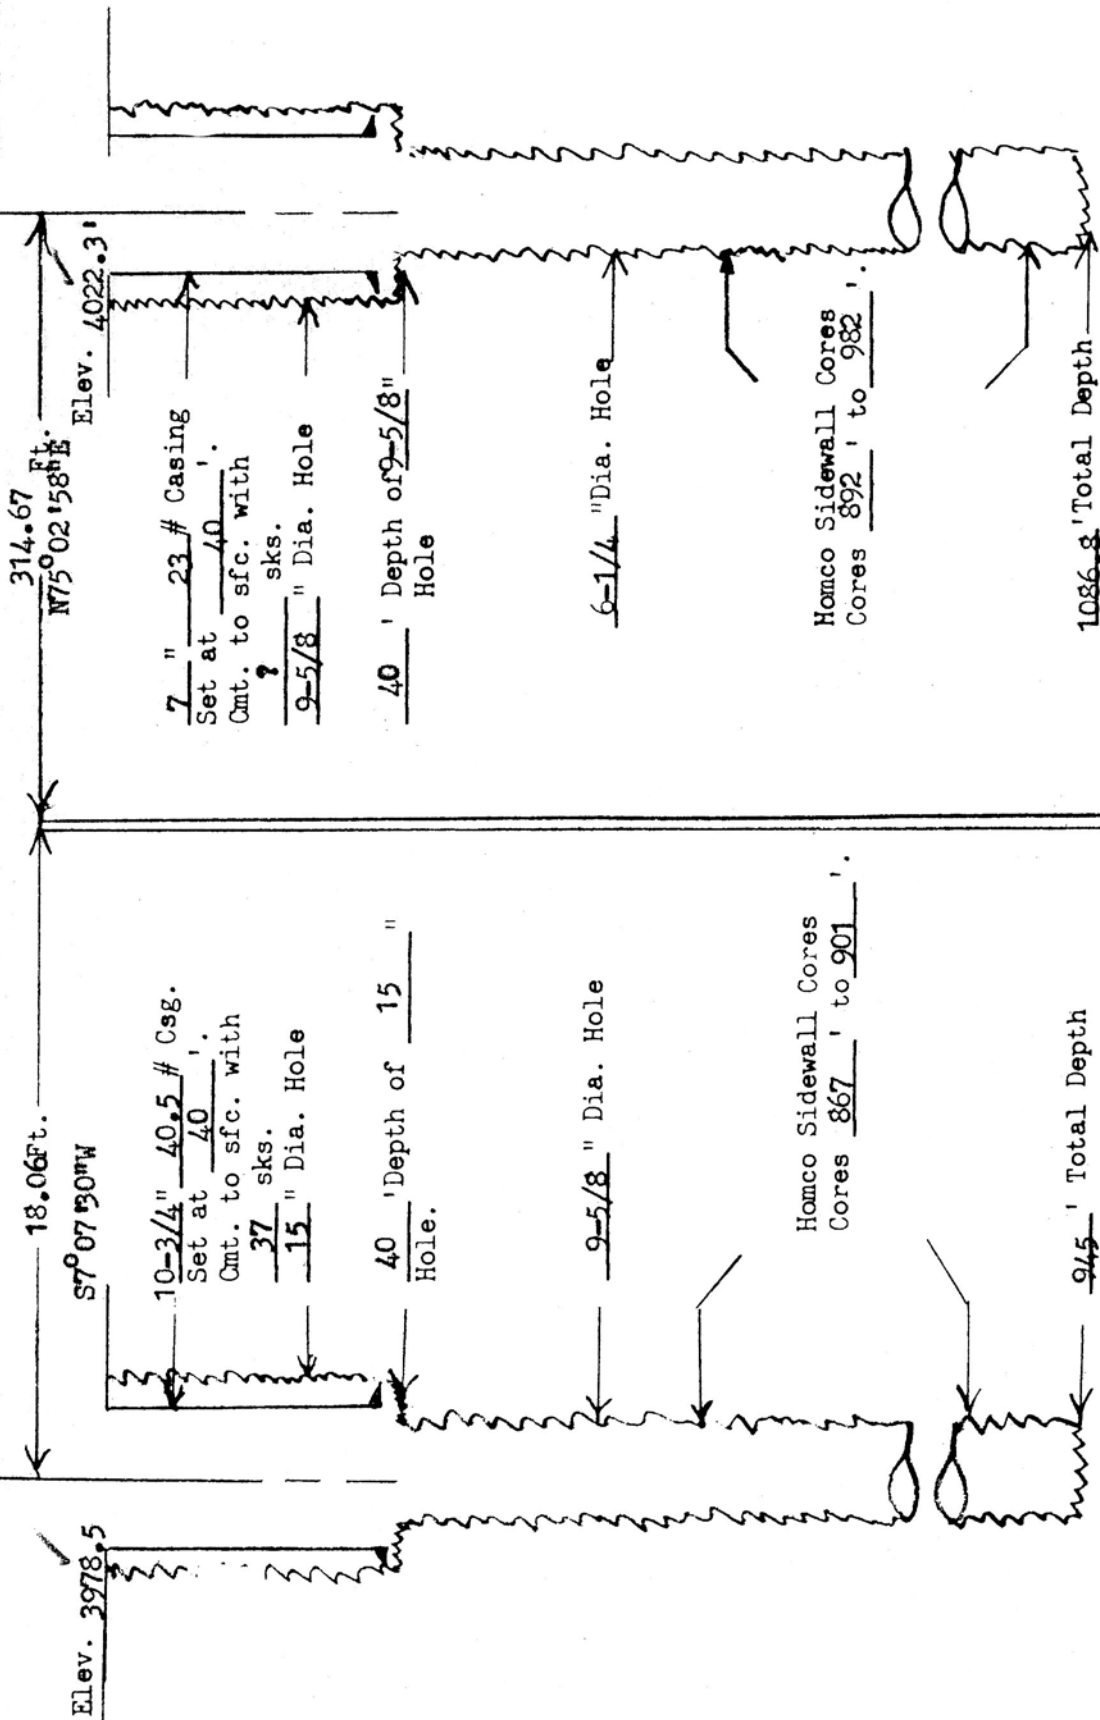 18.06Ft.
S7°07'30"W
Elev. 3978.5
10-3/4" 40.5 # Csg.
Set at 40 '.
Cmt. to sfc. with
37 sks.
15 " Dia. Hole
40 'Depth of 15 "
Hole.
9-5/8 " Dia. Hole
Homco Sidewall Cores
Cores 867 ' to 901 '.
945 ' Total Depth
314.67 Ft.
N75°02'58"E
Elev. 4022.3'
7 " 23 # Casing
Set at 40 '.
Cmt. to sfc. with
? sks.
9-5/8 " Dia. Hole
40 ' Depth of 9-5/8"
Hole
6-1/4 "Dia. Hole
Homco Sidewall Cores
Cores 892 ' to 982 '.
1086.8 'Total Depth